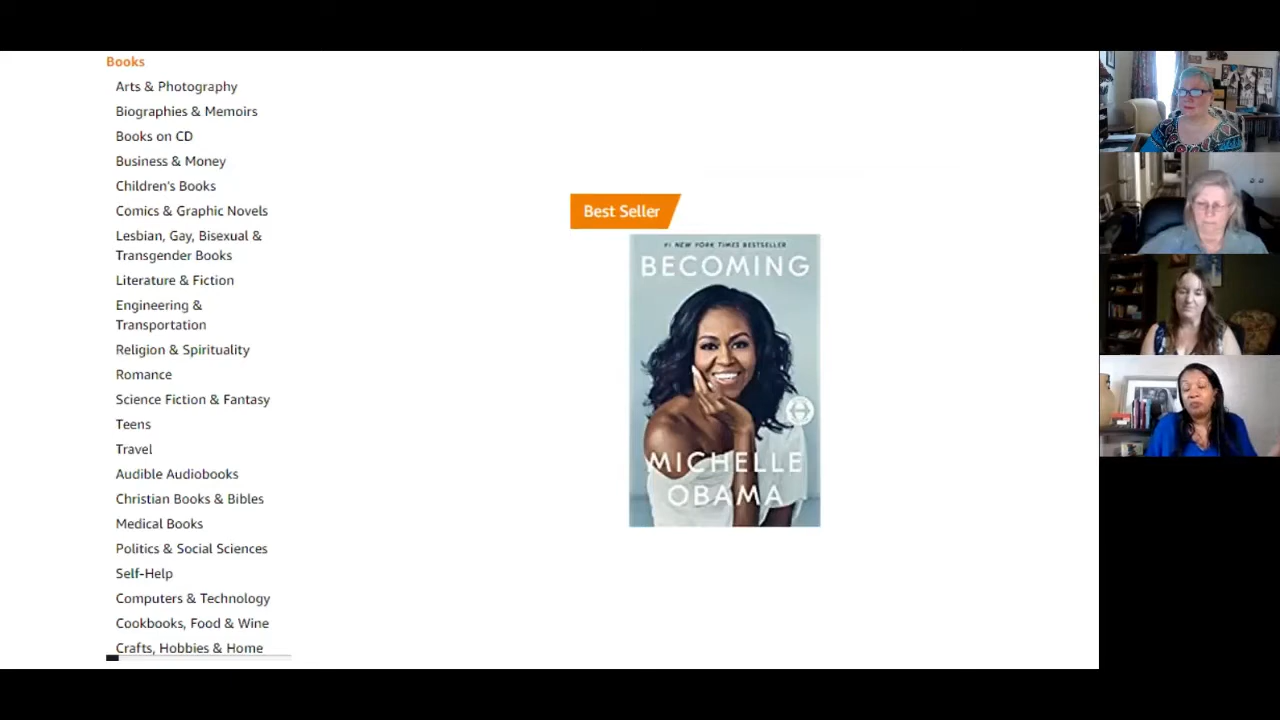 Books
Arts & Photography
Biographies & Memoirs
Books on CD
Business & Money
Children's Books
Comics & Graphic Novels
Lesbian, Gay, Bisexual &
Transgender Books
Literature & Fiction
Engineering &
Transportation
Religion & Spirituality
Romance
Science Fiction & Fantasy
Teens
Travel
Audible Audiobooks
Christian Books & Bibles
Medical Books
Politics & Social Sciences
Self-Help
Computers & Technology
Cookbooks, Food & Wine
Crafts, Hobbies & Home
Best Seller
#1 NEW YORK TIMES BESTSELLER
BECOMING
MICHELLE
OBAMA